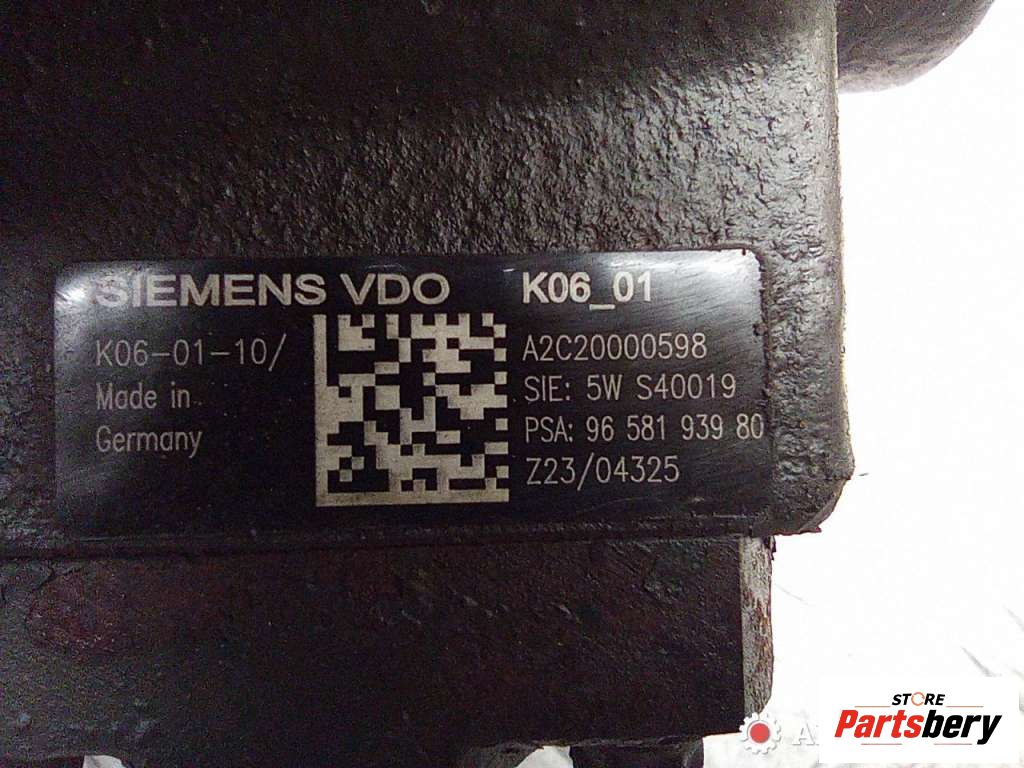 SIEMENS VDO
K06_01
K06-01-10/
Made in
Germany
A2C20000598
SIE: 5W S40019
PSA: 96 581 939 80
Z23/04325
STORE
Partsbery